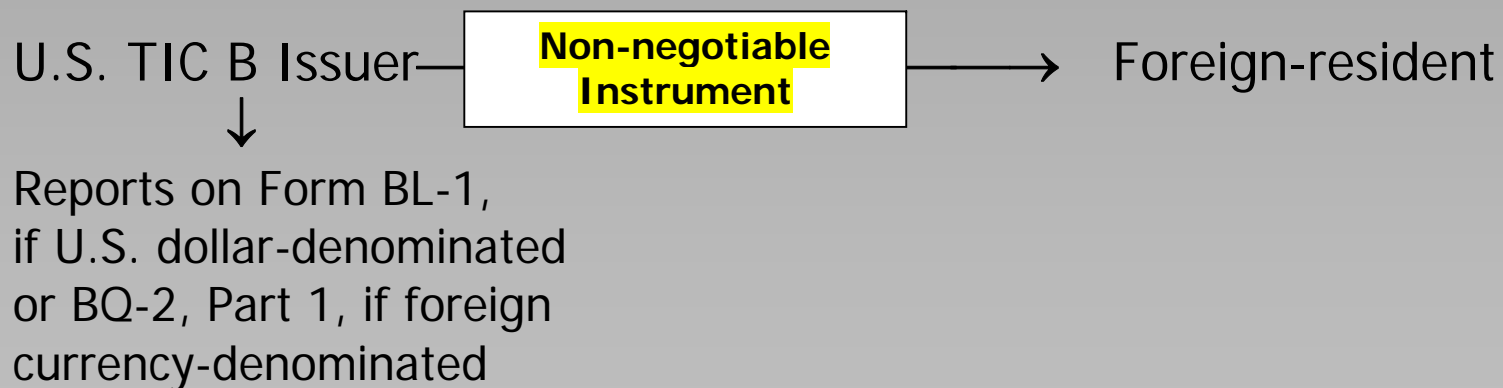 U.S. TIC B Issuer
Non-negotiable
Instrument
Foreign-resident
Reports on Form BL-1,
if U.S. dollar-denominated
or BQ-2, Part 1, if foreign
currency-denominated